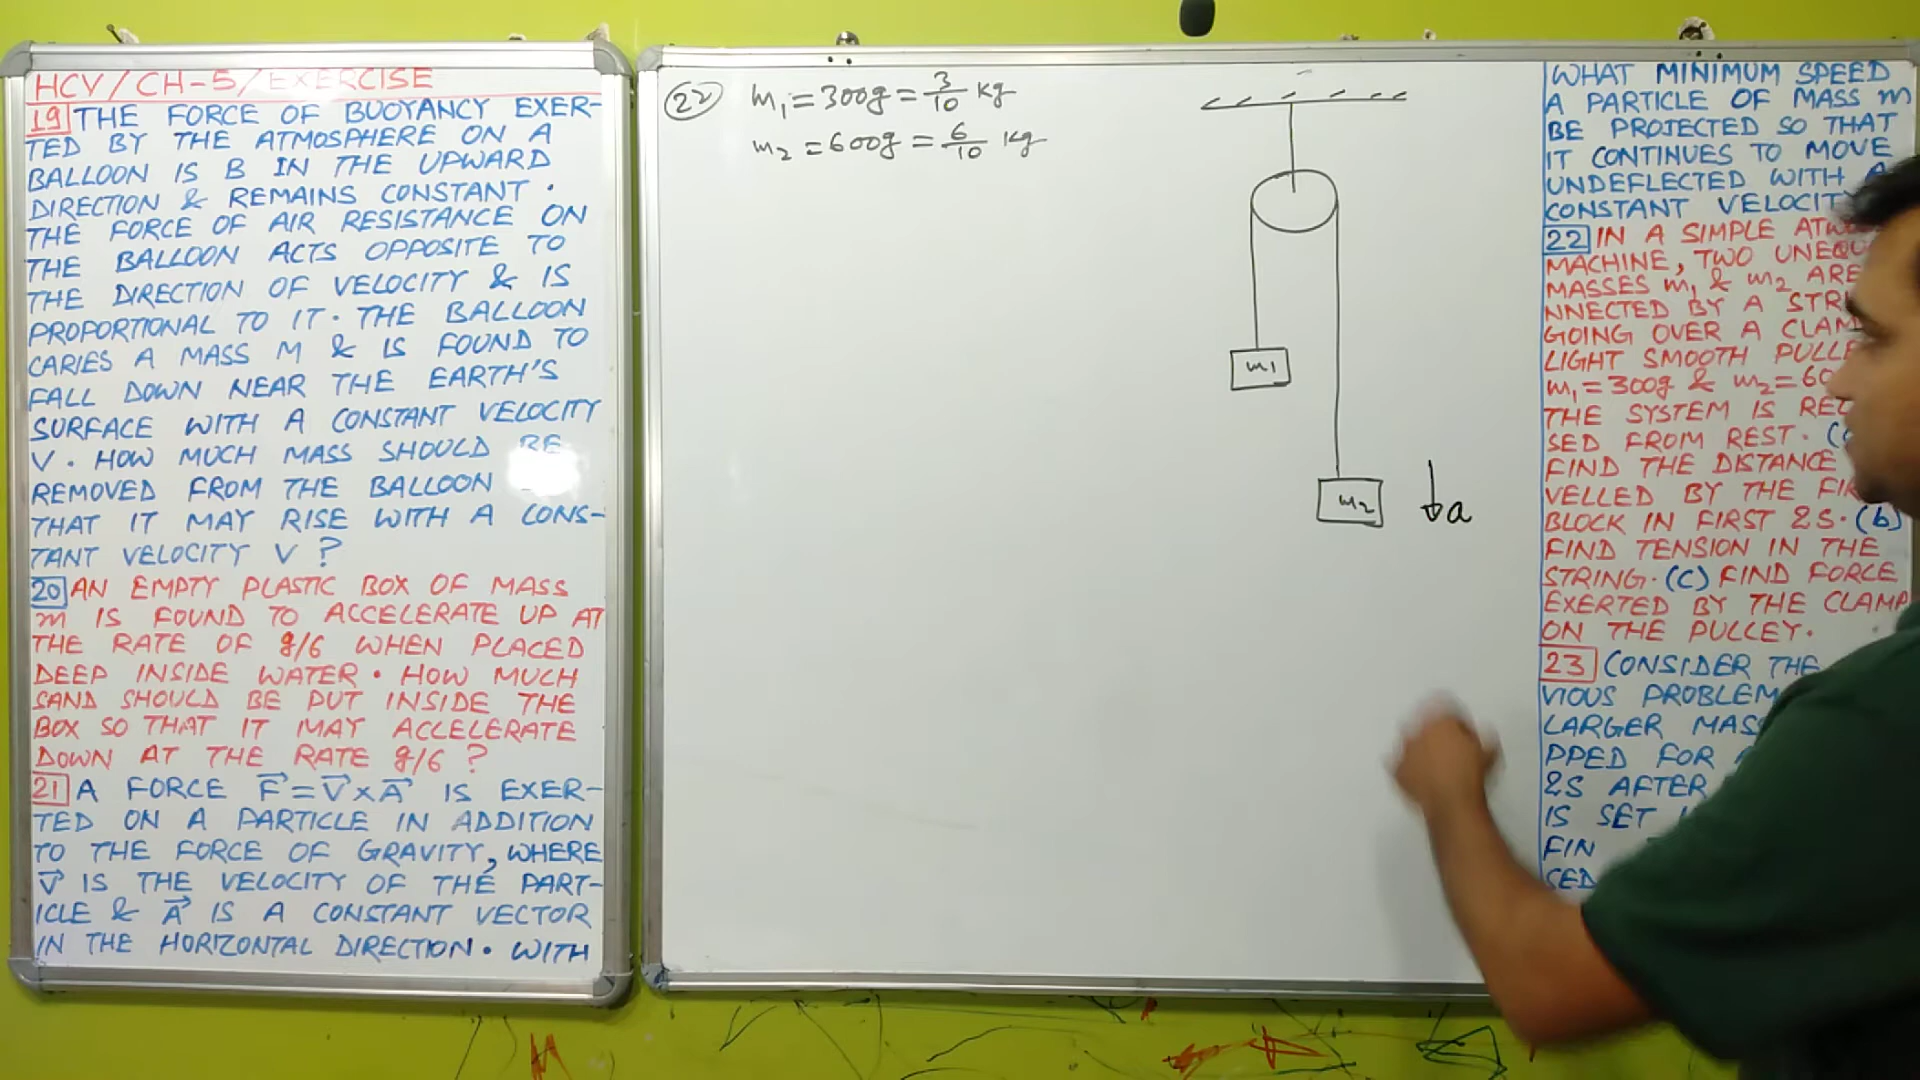 HCV/CH-5/EXERCISE
19 THE FORCE OF BUOYANCY EXER-
TED BY THE ATMOSPHERE ON A
BALLOON IS B IN THE UPWARD
DIRECTION & REMAINS CONSTANT.
THE FORCE OF AIR RESISTANCE ON
THE BALLOON ACTS OPPOSITE TO
THE DIRECTION OF VELOCITY & IS
PROPORTIONAL TO IT. THE BALLOON
CARIES A MASS M & IS FOUND TO
FALL DOWN NEAR THE EARTH'S
SURFACE WITH A CONSTANT VELOCITY
V. HOW MUCH MASS SHOULD BE
REMOVED FROM THE BALLOON
THAT IT MAY RISE WITH A CONS-
TANT VELOCITY V ?
20 AN EMPTY PLASTIC BOX OF MASS
m IS FOUND TO ACCELERATE UP AT
THE RATE OF g/6 WHEN PLACED
DEEP INSIDE WATER. HOW MUCH
SAND SHOULD BE PUT INSIDE THE
BOX SO THAT IT MAY ACCELERATE
DOWN AT THE RATE g/6 ?
21 A FORCE F⃗ = V⃗ × A⃗ IS EXER-
TED ON A PARTICLE IN ADDITION
TO THE FORCE OF GRAVITY, WHERE
V⃗ IS THE VELOCITY OF THE PART-
ICLE & A⃗ IS A CONSTANT VECTOR
IN THE HORIZONTAL DIRECTION. WITH
22 m₁ = 300g = 3/10 kg
m₂ = 600g = 6/10 kg
m₁
m₂
a
WHAT MINIMUM SPEED
A PARTICLE OF MASS m
BE PROJECTED SO THAT
IT CONTINUES TO MOVE
UNDEFLECTED WITH A
CONSTANT
22 IN A SIMPLE
MACHINE, TWO
MASSES m₁ & m₂ ARE
NNECTED BY A
GOING OVER A
LIGHT SMOOTH
m₁ = 300g & m₂ =
THE SYSTEM IS
SED FROM REST.
FIND THE DISTANCE
VELLED BY THE
BLOCK IN FIRST 2S. (b)
FIND TENSION IN THE
STRING. (C) FIND FORCE
EXERTED BY THE CLAMP
ON THE PULLEY.
23 CONSIDER THE
VIOUS PROBLEM
LARGER
PPED FOR
2S AFTER
IS SET